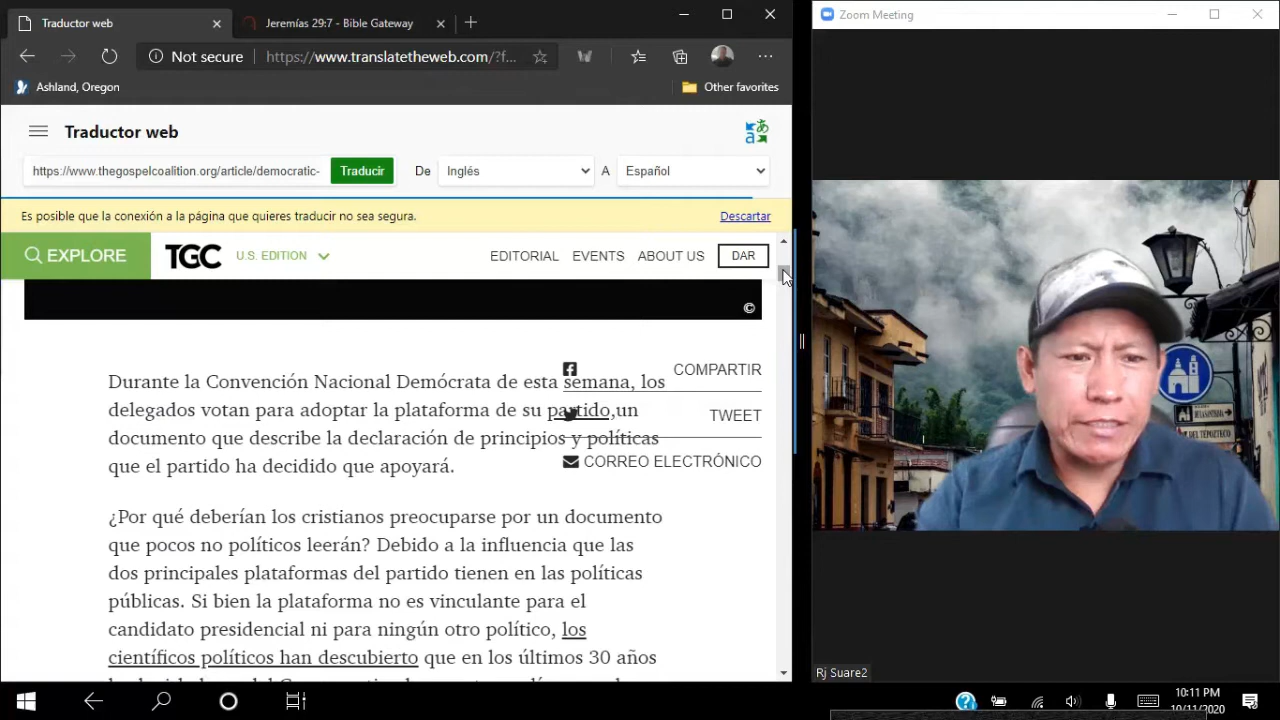 Traductor web
Jeremías 29:7 - Bible Gateway
Zoom Meeting
Not secure
https://www.translatetheweb.com/?f...
Ashland, Oregon
Other favorites
Traductor web
https://www.thegospelcoalition.org/article/democratic-
Traducir
De
Inglés
A
Español
Es posible que la conexión a la página que quieres traducir no sea segura.
Descartar
EXPLORE
TGC
U.S. EDITION
EDITORIAL
EVENTS
ABOUT US
DAR
©
COMPARTIR
TWEET
CORREO ELECTRÓNICO
Durante la Convención Nacional Demócrata de esta semana, los
delegados votan para adoptar la plataforma de su partido,un
documento que describe la declaración de principios y políticas
que el partido ha decidido que apoyará.
¿Por qué deberían los cristianos preocuparse por un documento
que pocos no políticos leerán? Debido a la influencia que las
dos principales plataformas del partido tienen en las políticas
públicas. Si bien la plataforma no es vinculante para el
candidato presidencial ni para ningún otro político, los
científicos políticos han descubierto que en los últimos 30 años
Rj Suare2
10:11 PM
10/11/2020